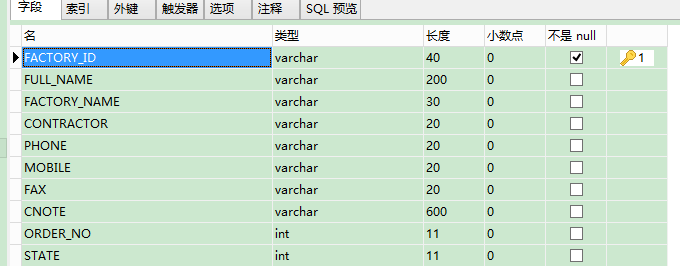 字段 索引 外键 触发器 选项 注释 SQL 预览
名 类型 长度 小数点 不是 null
FACTORY_ID varchar 40 0 1
FULL_NAME varchar 200 0
FACTORY_NAME varchar 30 0
CONTRACTOR varchar 20 0
PHONE varchar 20 0
MOBILE varchar 20 0
FAX varchar 20 0
CNOTE varchar 600 0
ORDER_NO int 11 0
STATE int 11 0